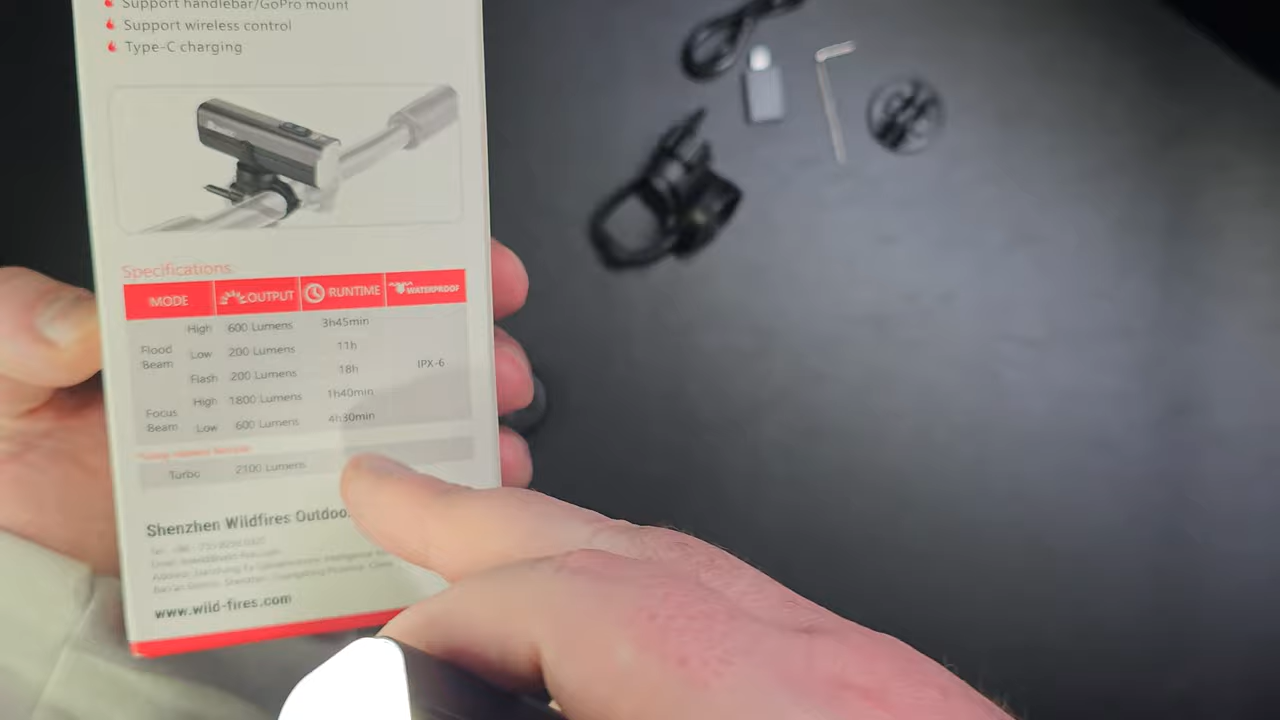 Support handlebar/GoPro mount
Support wireless control
Type-C charging
Specifications
MODE OUTPUT RUNTIME WATERPROOF
Flood Beam High 600 Lumens 3h45min
Low 200 Lumens 11h
Flash 200 Lumens 18h
IPX-6
Focus Beam High 1800 Lumens 1h40min
Low 600 Lumens 4h30min
Turbo 2100 Lumens
Shenzhen Wildfires Outdoo
www.wild-fires.com